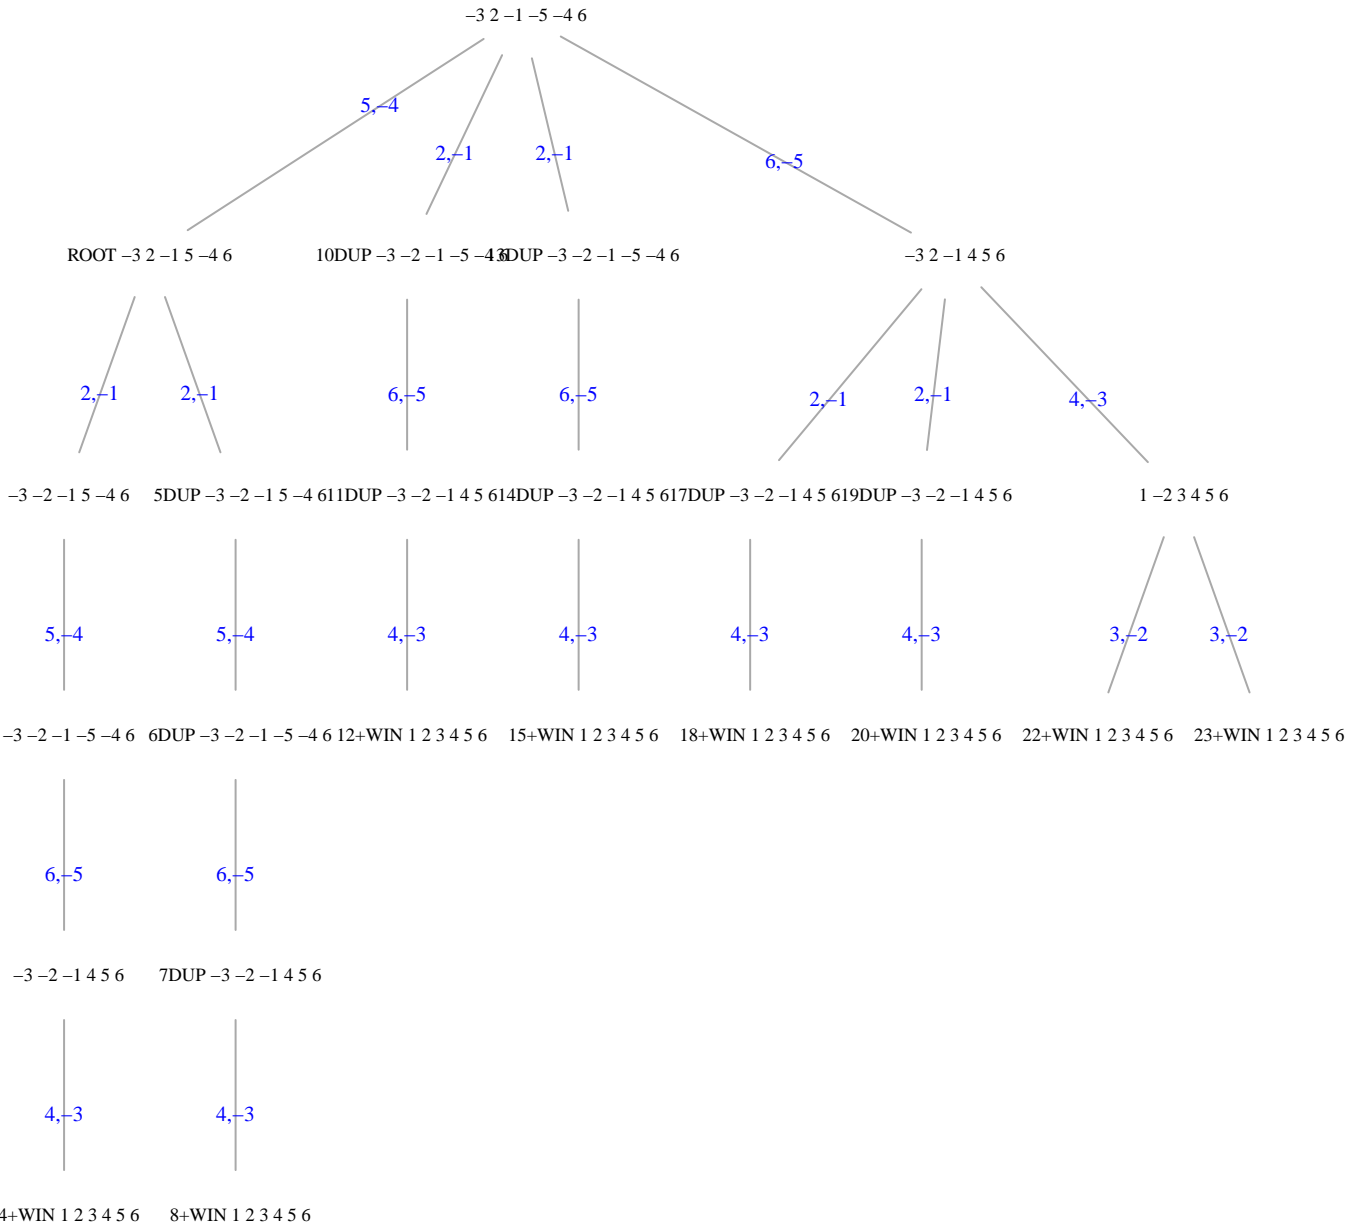 –3 2 –1 –5 –4 6
5,–4
2,–1 2,–1
6,–5
ROOT –3 2 –1 5 –4 6 10DUP –3 –2 –1 –5 –4 6 13DUP –3 –2 –1 –5 –4 6 –3 2 –1 4 5 6
2,–1 2,–1 6,–5 6,–5 2,–1 2,–1 4,–3
–3 –2 –1 5 –4 6 5DUP –3 –2 –1 5 –4 6 11DUP –3 –2 –1 4 5 6 14DUP –3 –2 –1 4 5 6 17DUP –3 –2 –1 4 5 6 19DUP –3 –2 –1 4 5 6 1 –2 3 4 5 6
5,–4 5,–4 4,–3 4,–3 4,–3 4,–3 3,–2 3,–2
–3 –2 –1 –5 –4 6 6DUP –3 –2 –1 –5 –4 6 12+WIN 1 2 3 4 5 6 15+WIN 1 2 3 4 5 6 18+WIN 1 2 3 4 5 6 20+WIN 1 2 3 4 5 6 22+WIN 1 2 3 4 5 6 23+WIN 1 2 3 4 5 6
6,–5 6,–5
–3 –2 –1 4 5 6 7DUP –3 –2 –1 4 5 6
4,–3 4,–3
4+WIN 1 2 3 4 5 6 8+WIN 1 2 3 4 5 6